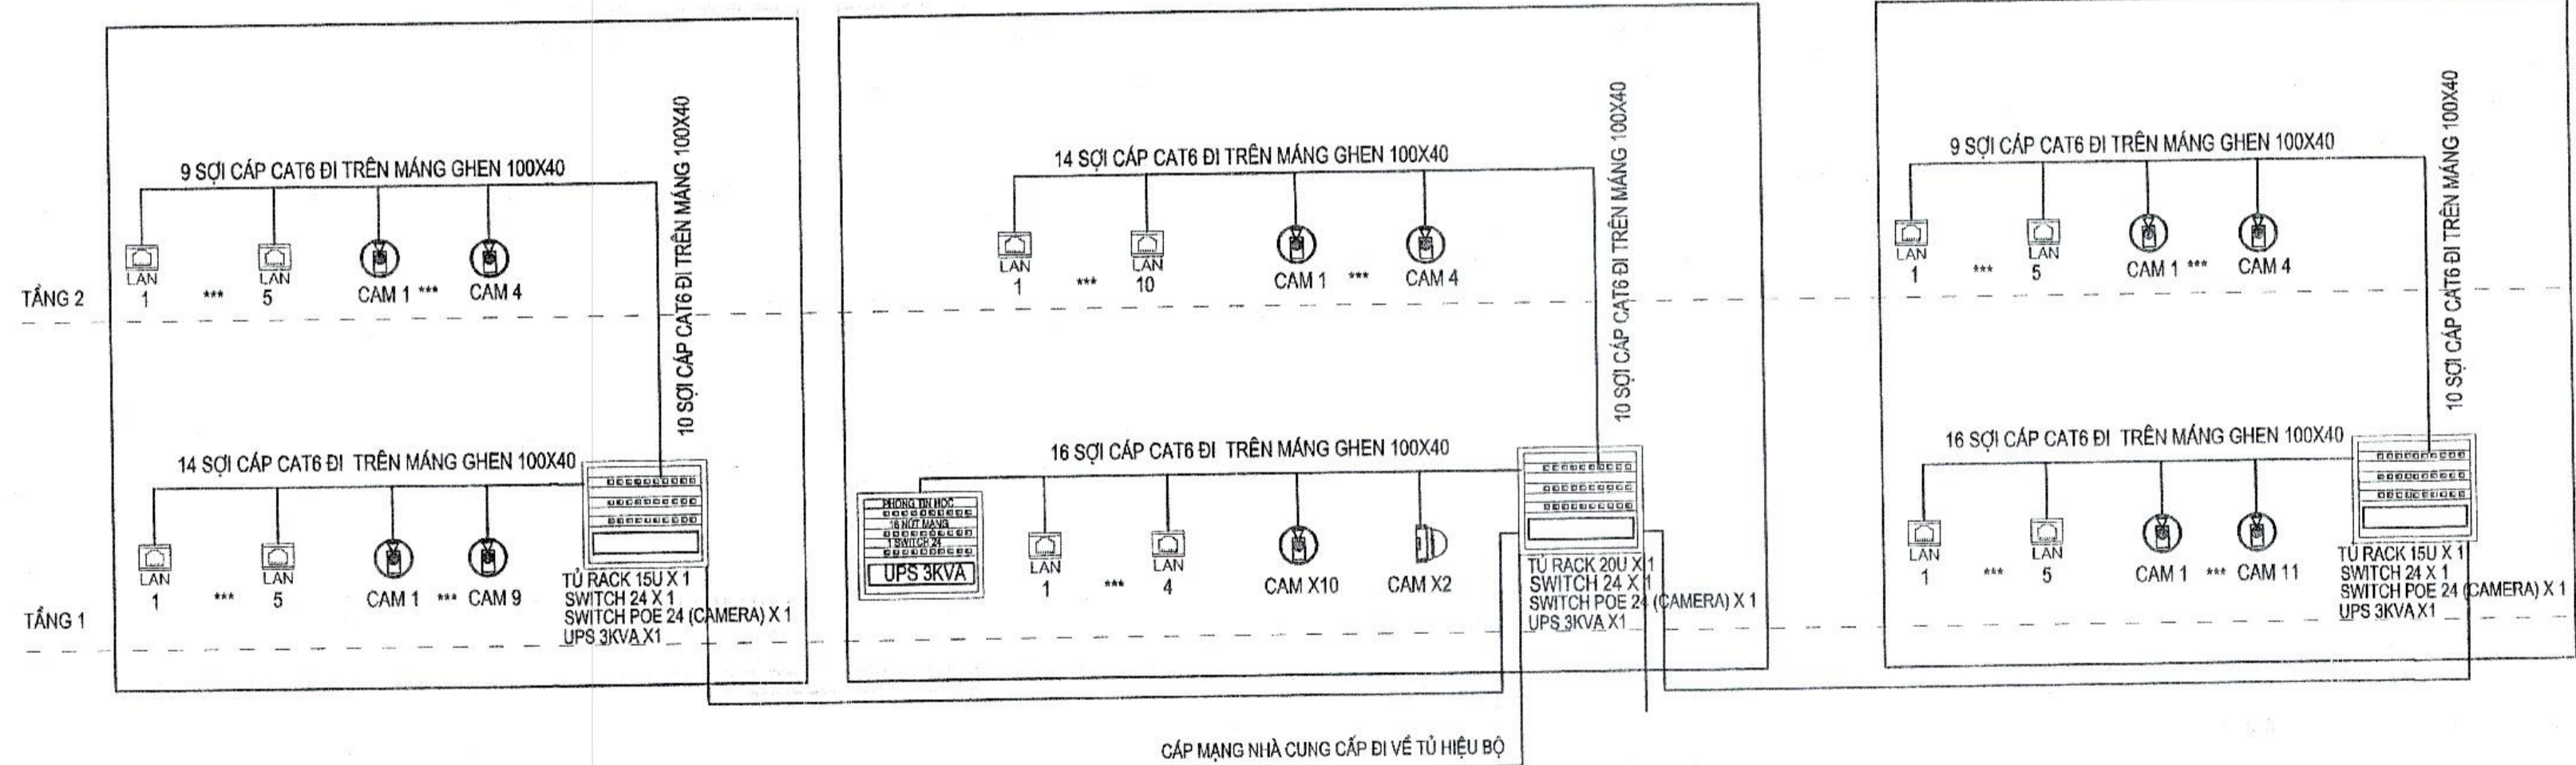 9 SỢI CÁP CAT6 ĐI TRÊN MÁNG GHEN 100X40
10 SỢI CÁP CAT6 ĐI TRÊN MÁNG 100X40
LAN
1
***
LAN
5
CAM 1
***
CAM 4
TẦNG 2
14 SỢI CÁP CAT6 ĐI TRÊN MÁNG GHEN 100X40
LAN
1
***
LAN
5
CAM 1
***
CAM 9
TỦ RACK 15U X 1
SWITCH 24 X 1
SWITCH POE 24 (CAMERA) X 1
UPS 3KVA X1
TẦNG 1
14 SỢI CÁP CAT6 ĐI TRÊN MÁNG GHEN 100X40
10 SỢI CÁP CAT6 ĐI TRÊN MÁNG 100X40
LAN
1
***
LAN
10
CAM 1
***
CAM 4
16 SỢI CÁP CAT6 ĐI TRÊN MÁNG GHEN 100X40
PHÒNG TIN HỌC
16 NÚT MẠNG
1 SWITCH 24
UPS 3KVA
LAN
1
***
LAN
4
CAM X10
CAM X2
TỦ RACK 20U X 1
SWITCH 24 X 1
SWITCH POE 24 (CAMERA) X 1
UPS 3KVA X1
9 SỢI CÁP CAT6 ĐI TRÊN MÁNG GHEN 100X40
10 SỢI CÁP CAT6 ĐI TRÊN MÁNG 100X40
LAN
1
***
LAN
5
CAM 1
***
CAM 4
16 SỢI CÁP CAT6 ĐI TRÊN MÁNG GHEN 100X40
LAN
1
***
LAN
5
CAM 1
***
CAM 11
TỦ RACK 15U X 1
SWITCH 24 X 1
SWITCH POE 24 (CAMERA) X 1
UPS 3KVA X1
CÁP MẠNG NHÀ CUNG CẤP ĐI VỀ TỦ HIỆU BỘ